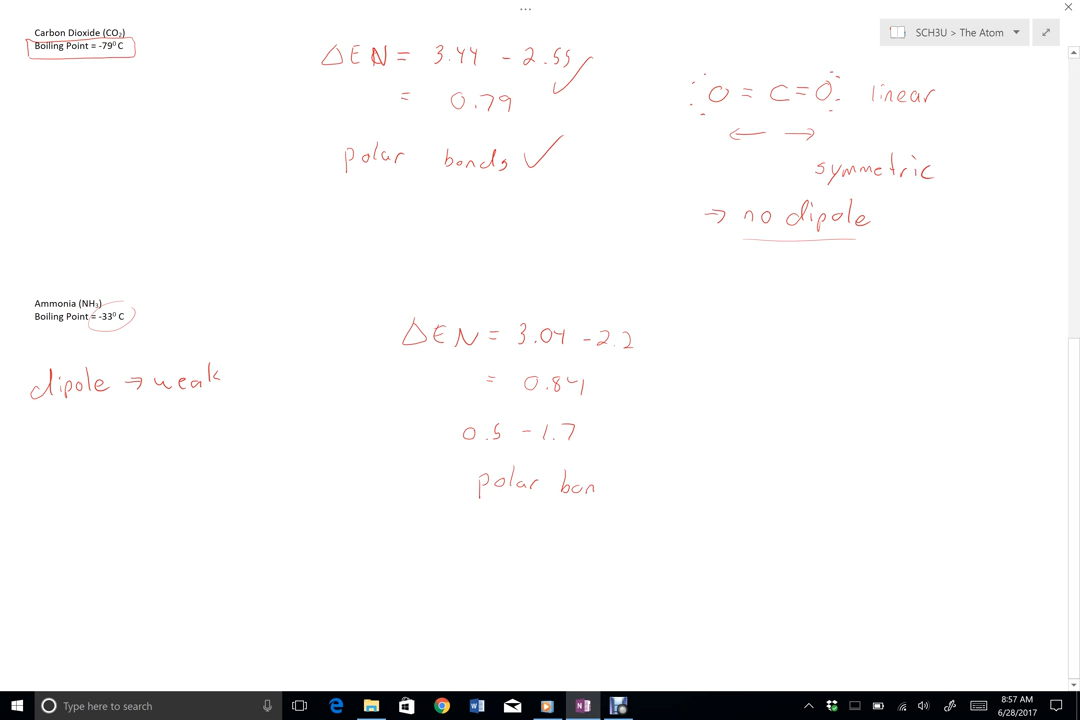 SCH3U > The Atom
Carbon Dioxide (CO₂)
Boiling Point = -79⁰ C
ΔEN = 3.44 - 2.55
= 0.79
polar bonds ✓
:O = C = O: linear
← →
symmetric
→ no dipole
Ammonia (NH₃)
Boiling Point = -33⁰ C
dipole → weak
ΔEN = 3.04 - 2.2
= 0.84
0.5 - 1.7
polar bon
Type here to search
8:57 AM
6/28/2017